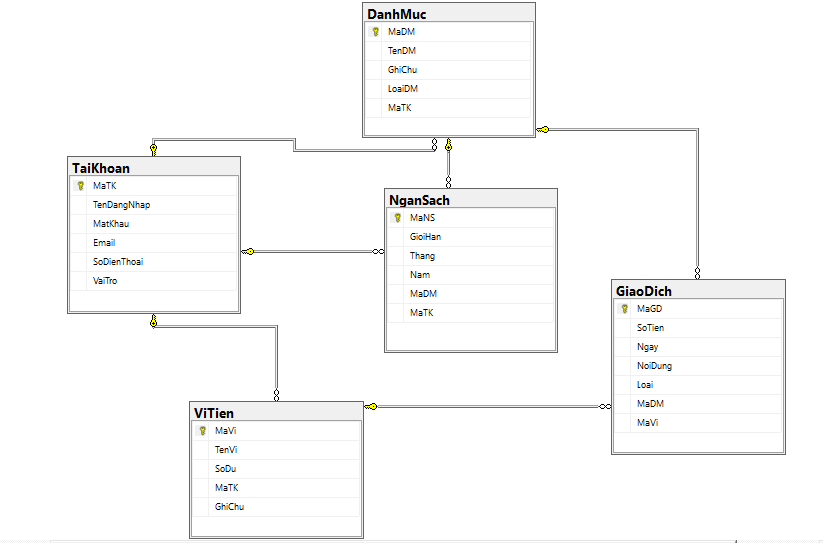 DanhMuc
MaDM
TenDM
GhiChu
LoaiDM
MaTK
TaiKhoan
MaTK
TenDangNhap
MatKhau
Email
SoDienThoai
VaiTro
NganSach
MaNS
GioiHan
Thang
Nam
MaDM
MaTK
GiaoDich
MaGD
SoTien
Ngay
NoiDung
Loai
MaDM
MaVi
ViTien
MaVi
TenVi
SoDu
MaTK
GhiChu